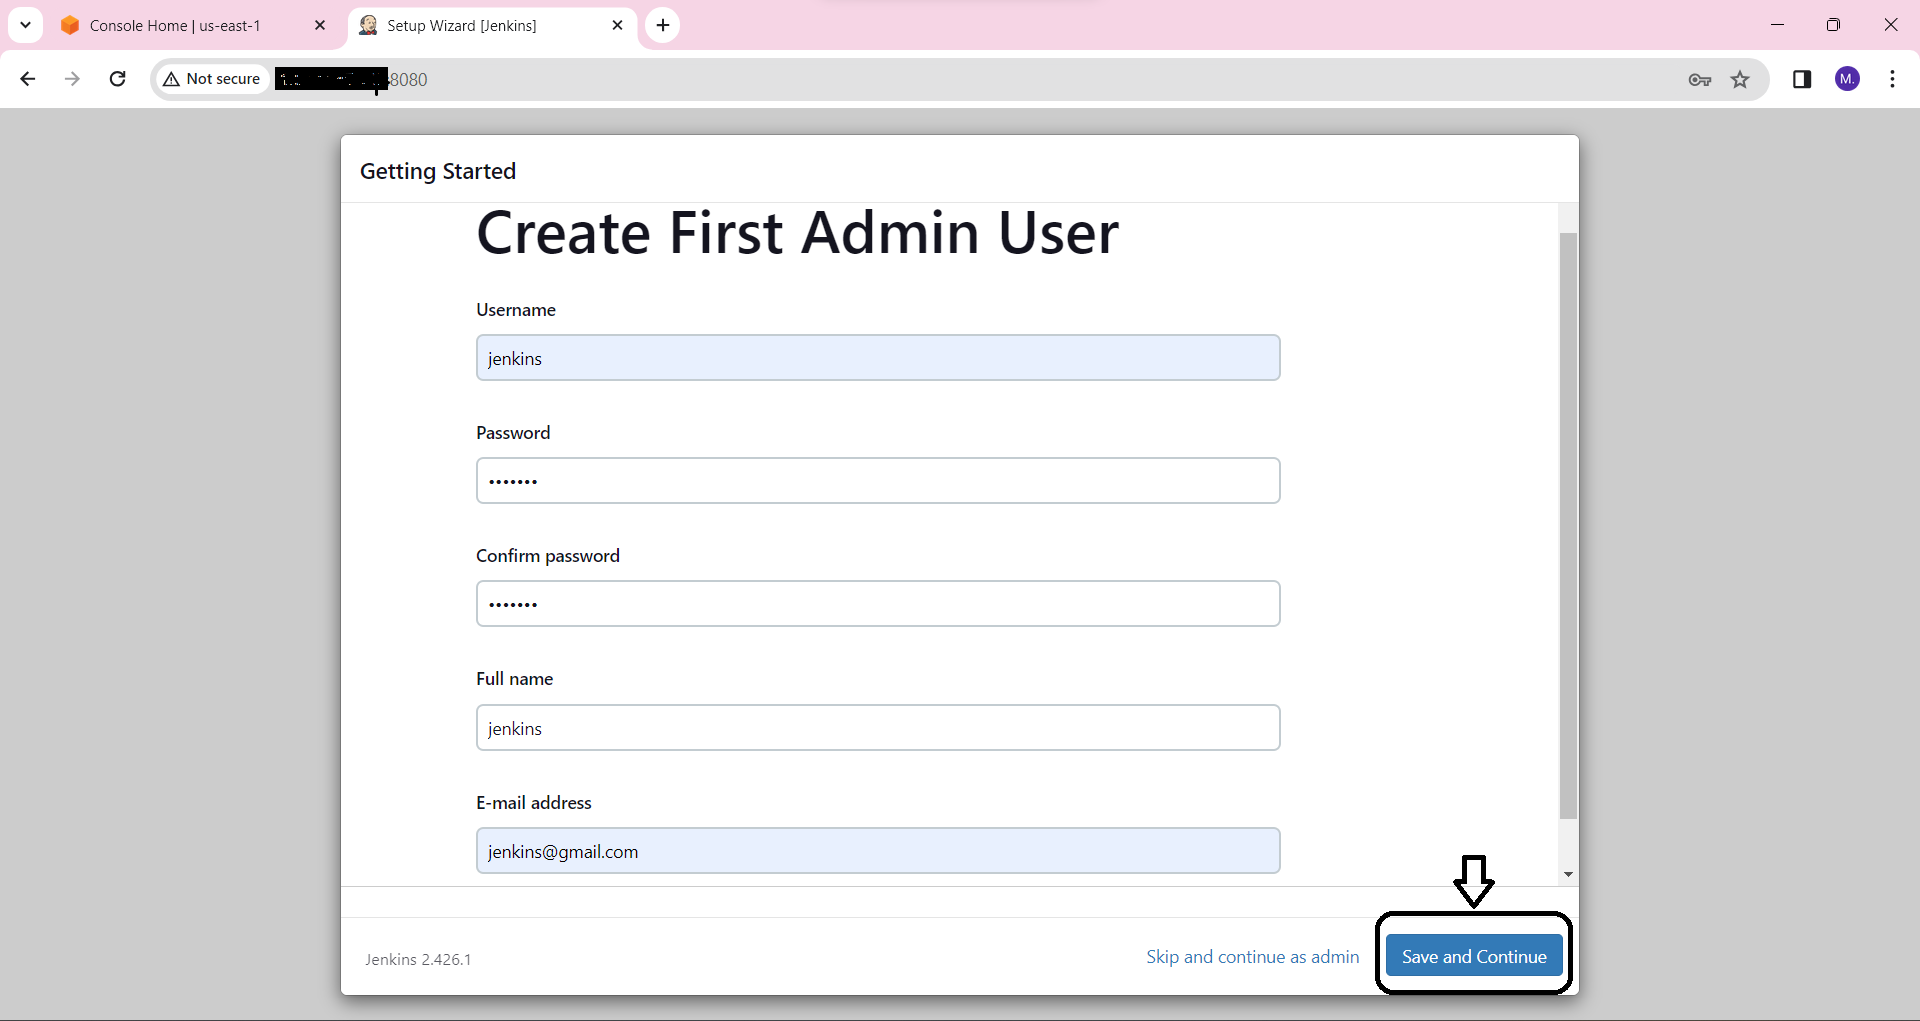 Console Home | us-east-1
Setup Wizard [Jenkins]
Not secure
8080
M.
Getting Started
Create First Admin User
Username
jenkins
Password
•••••••
Confirm password
•••••••
Full name
jenkins
E-mail address
jenkins@gmail.com
Jenkins 2.426.1
Skip and continue as admin
Save and Continue